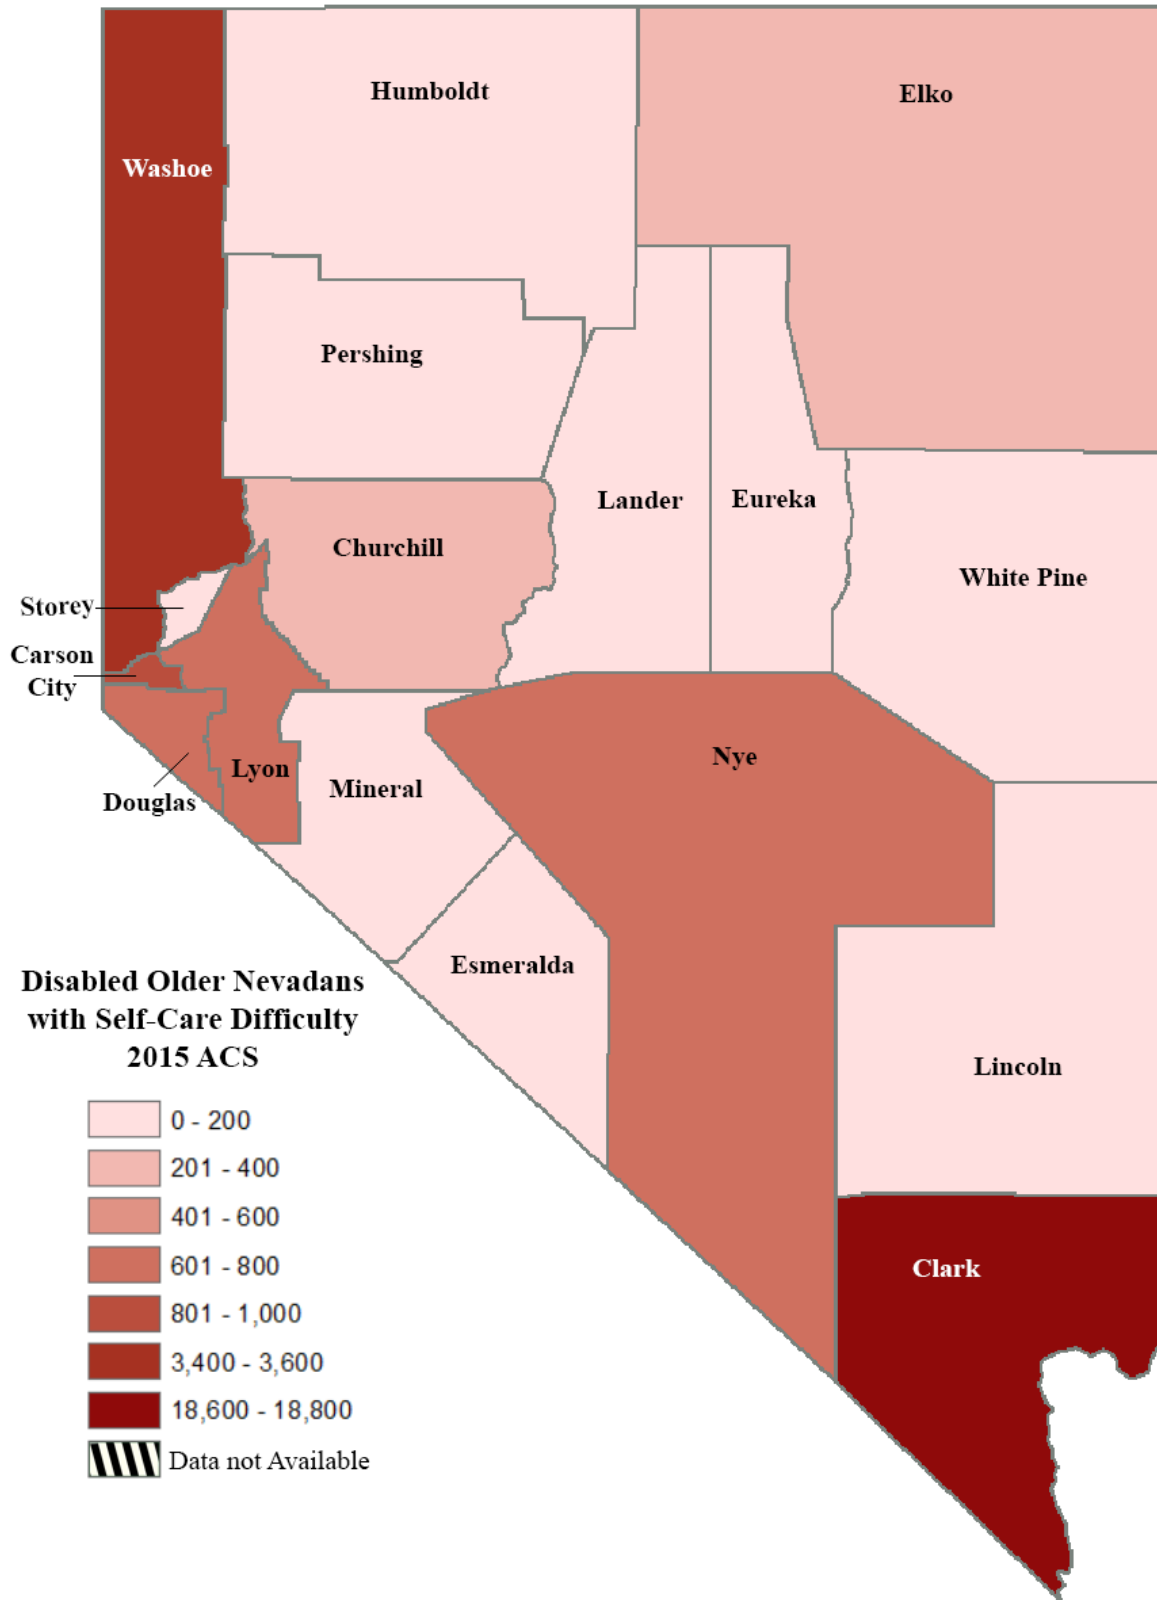 Humboldt
Elko
Washoe
Pershing
Lander
Eureka
Churchill
White Pine
Storey
Carson
City
Nye
Lyon
Mineral
Douglas
Esmeralda
Lincoln
Clark
Disabled Older Nevadans
with Self-Care Difficulty
2015 ACS
0 - 200
201 - 400
401 - 600
601 - 800
801 - 1,000
3,400 - 3,600
18,600 - 18,800
Data not Available